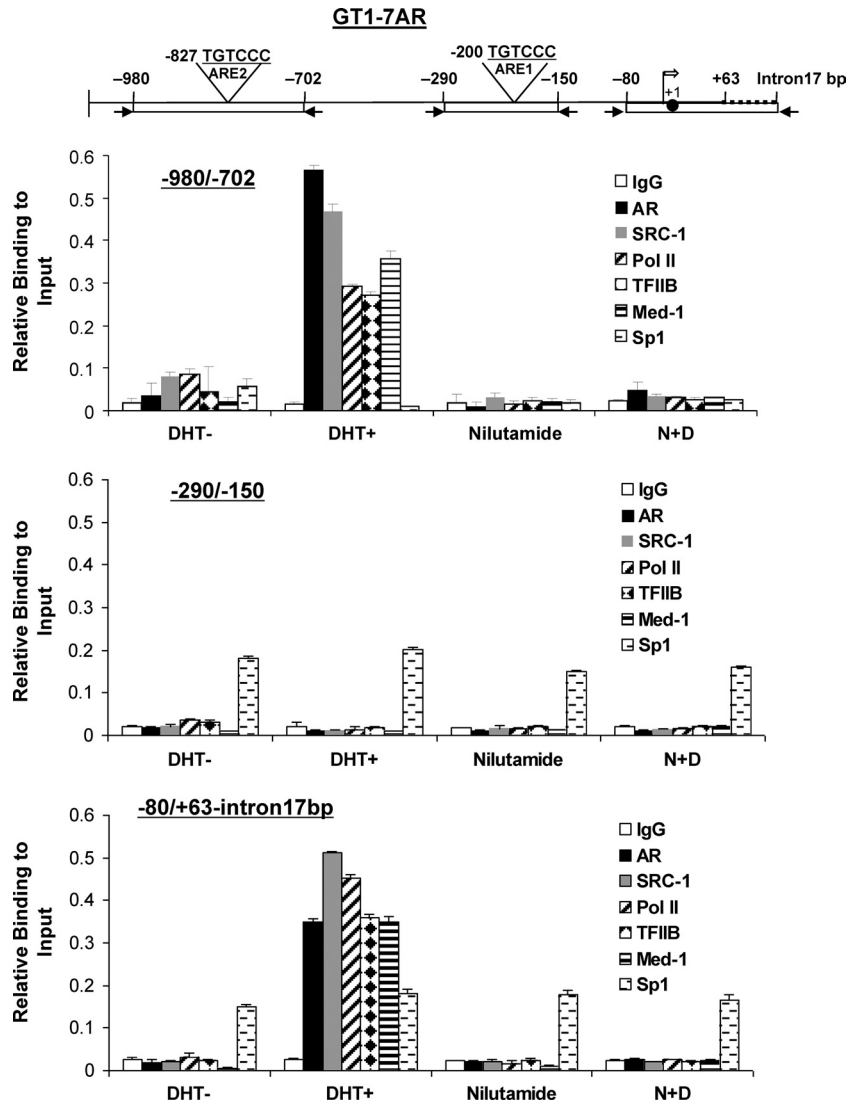 GT1-7AR
-827 TGTCCC
ARE2
-200 TGTCCC
ARE1
–980 –702 –290 –150 –80 +63 Intron17 bp
+1
-980/-702
Relative Binding to Input
0.6
0.5
0.4
0.3
0.2
0.1
0
IgG
AR
SRC-1
Pol II
TFIIB
Med-1
Sp1
DHT- DHT+ Nilutamide N+D
-290/-150
Relative Binding to Input
0.6
0.5
0.4
0.3
0.2
0.1
0
IgG
AR
SRC-1
Pol II
TFIIB
Med-1
Sp1
DHT- DHT+ Nilutamide N+D
-80/+63-intron17bp
Relative Binding to Input
0.6
0.5
0.4
0.3
0.2
0.1
0
IgG
AR
SRC-1
Pol II
TFIIB
Med-1
Sp1
DHT- DHT+ Nilutamide N+D